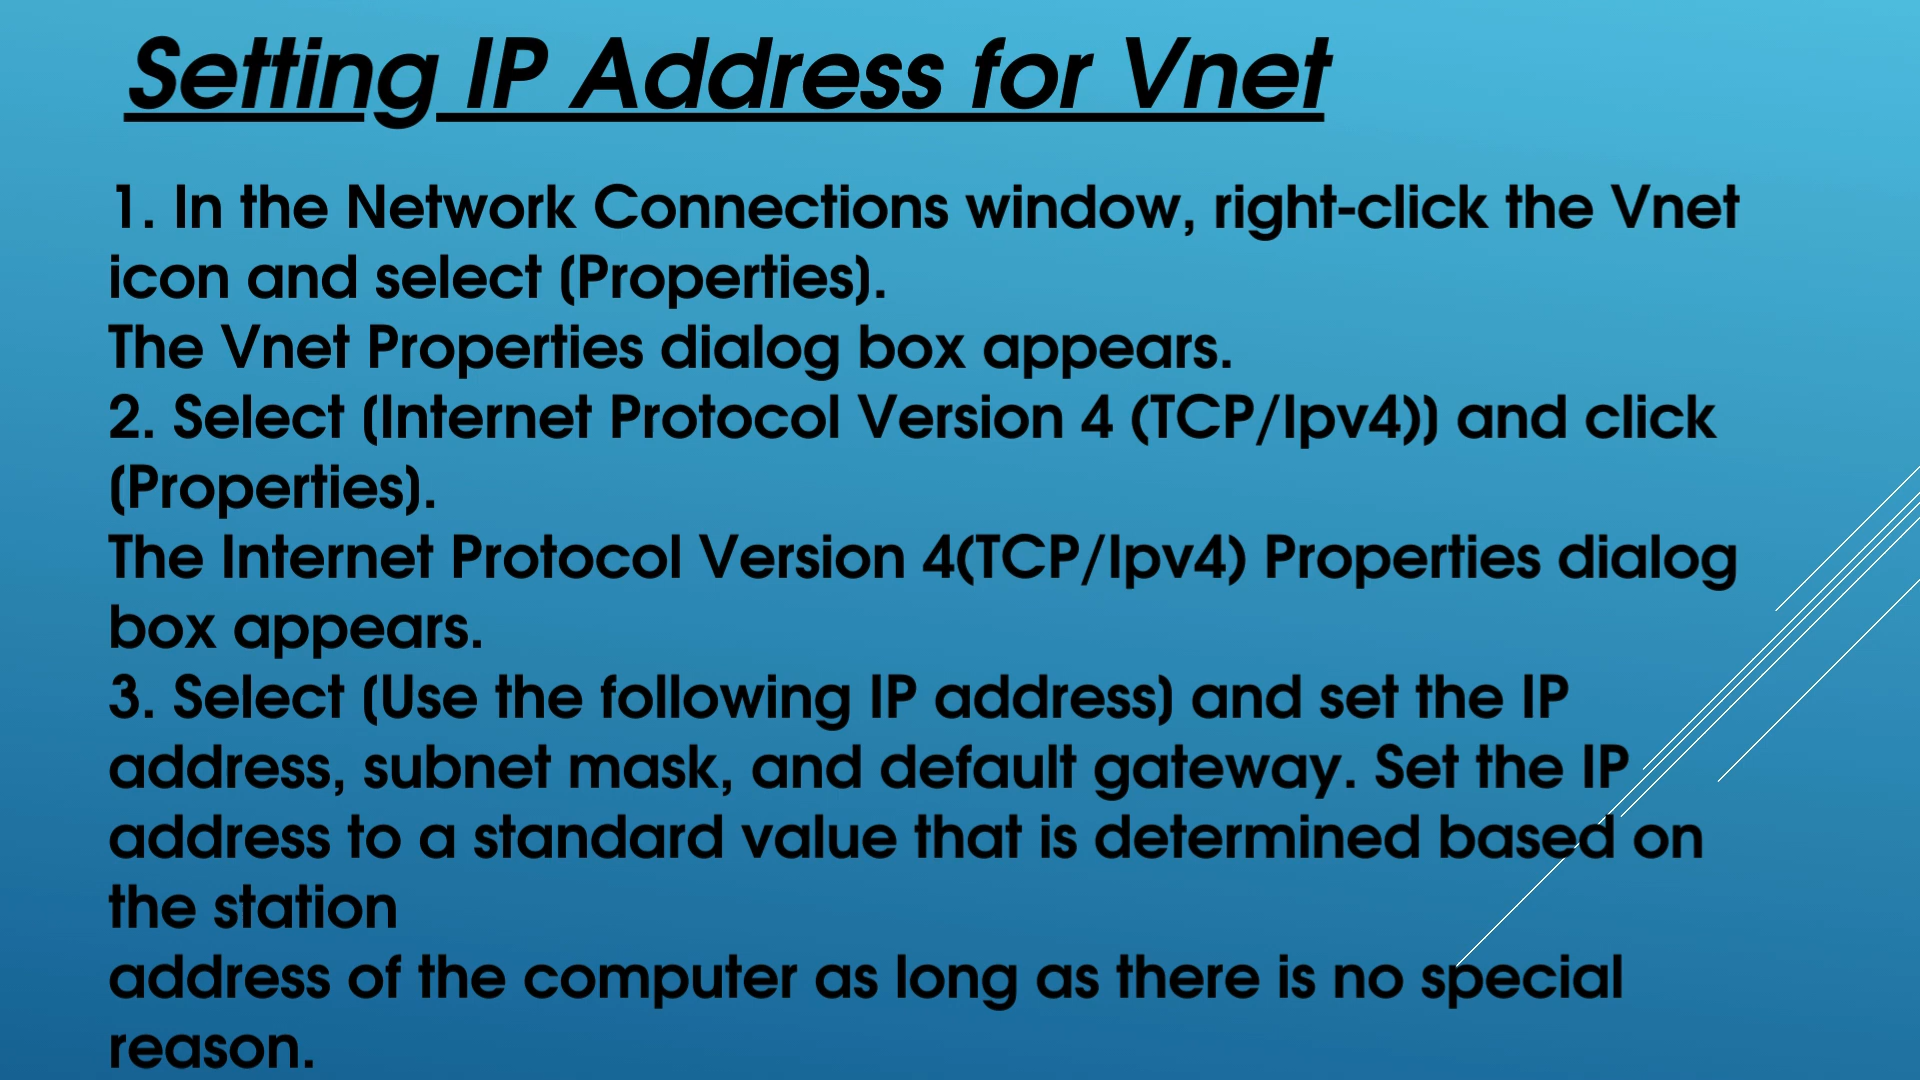 Setting IP Address for Vnet
1. In the Network Connections window, right-click the Vnet
icon and select (Properties).
The Vnet Properties dialog box appears.
2. Select (Internet Protocol Version 4 (TCP/Ipv4)) and click
(Properties).
The Internet Protocol Version 4(TCP/Ipv4) Properties dialog
box appears.
3. Select (Use the following IP address) and set the IP
address, subnet mask, and default gateway. Set the IP
address to a standard value that is determined based on
the station
address of the computer as long as there is no special
reason.